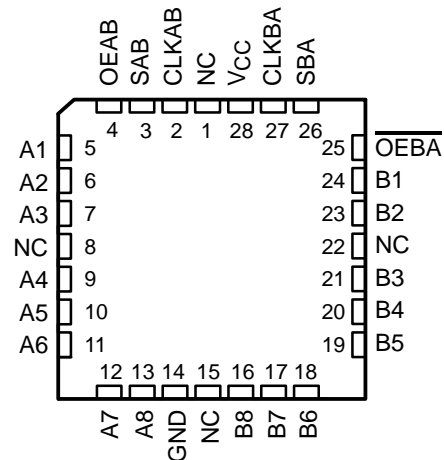 OEAB SAB CLKAB NC VCC CLKBA SBA
4 3 2 1 28 27 26
A1 5 25 OEBA
A2 6 24 B1
A3 7 23 B2
NC 8 22 NC
A4 9 21 B3
A5 10 20 B4
A6 11 19 B5
12 13 14 15 16 17 18
A7 A8 GND NC B8 B7 B6